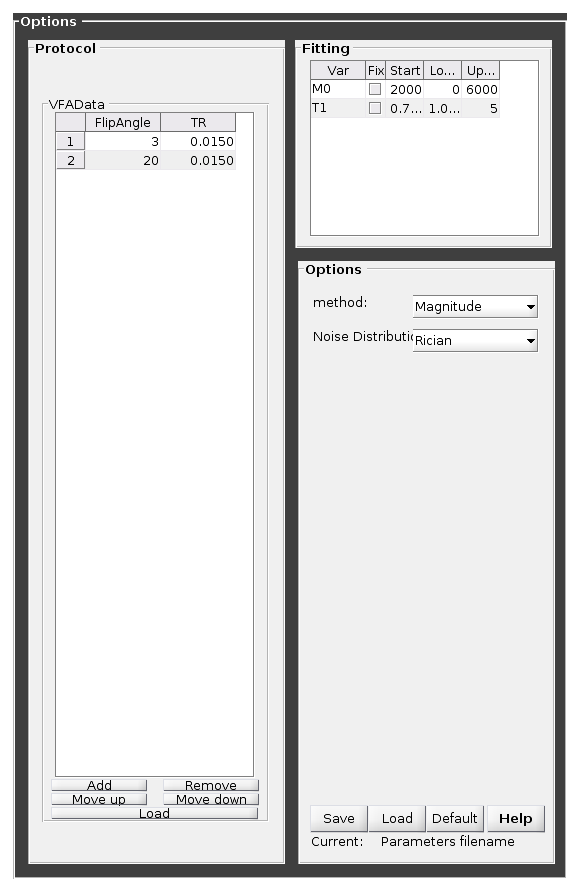 Options
Protocol
VFAData
FlipAngle TR
1 3 0.0150
2 20 0.0150
Add Remove
Move up Move down
Load
Fitting
Var Fix Start Lo... Up...
M0 2000 0 6000
T1 0.7... 1.0... 5
Options
method: Magnitude
Noise Distributio Rician
Save Load Default Help
Current: Parameters filename